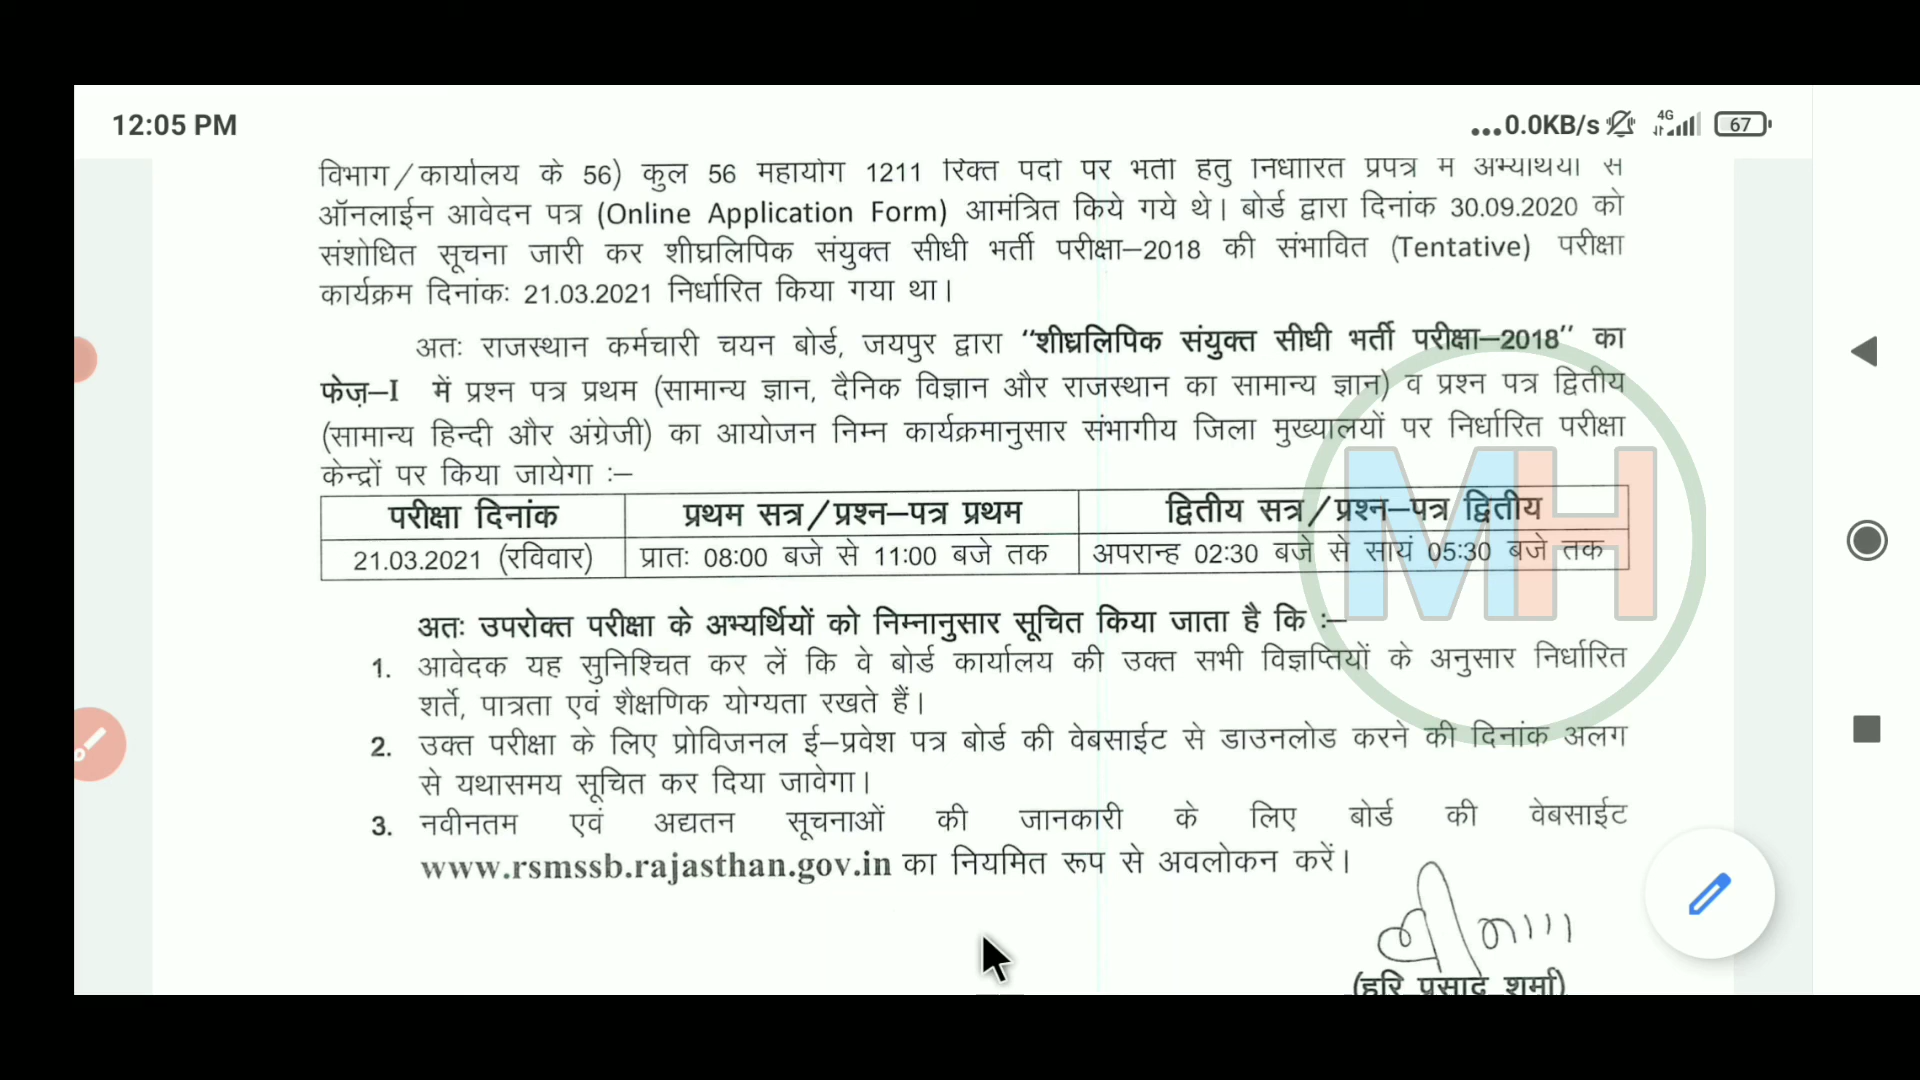 12:05 PM
...0.0KB/s 4G 67
विभाग/कार्यालय के 56) कुल 56 महायोग 1211 रिक्त पदों पर भर्ती हेतु निर्धारित प्रपत्र में अभ्यर्थियों से
ऑनलाईन आवेदन पत्र (Online Application Form) आमंत्रित किये गये थे। बोर्ड द्वारा दिनांक 30.09.2020 को
संशोधित सूचना जारी कर शीघ्रलिपिक संयुक्त सीधी भर्ती परीक्षा–2018 की संभावित (Tentative) परीक्षा
कार्यक्रम दिनांकः 21.03.2021 निर्धारित किया गया था।
अतः राजस्थान कर्मचारी चयन बोर्ड, जयपुर द्वारा "शीघ्रलिपिक संयुक्त सीधी भर्ती परीक्षा–2018" का
फेज़–I में प्रश्न पत्र प्रथम (सामान्य ज्ञान, दैनिक विज्ञान और राजस्थान का सामान्य ज्ञान) व प्रश्न पत्र द्वितीय
(सामान्य हिन्दी और अंग्रेजी) का आयोजन निम्न कार्यक्रमानुसार संभागीय जिला मुख्यालयों पर निर्धारित परीक्षा
केन्द्रों पर किया जायेगा :–
परीक्षा दिनांक प्रथम सत्र/प्रश्न–पत्र प्रथम द्वितीय सत्र/प्रश्न–पत्र द्वितीय
21.03.2021 (रविवार) प्रातः 08:00 बजे से 11:00 बजे तक अपरान्ह 02:30 बजे से सायं 05:30 बजे तक
MH
अतः उपरोक्त परीक्षा के अभ्यर्थियों को निम्नानुसार सूचित किया जाता है कि :–
1. आवेदक यह सुनिश्चित कर लें कि वे बोर्ड कार्यालय की उक्त सभी विज्ञप्तियों के अनुसार निर्धारित
शर्ते, पात्रता एवं शैक्षणिक योग्यता रखते हैं।
2. उक्त परीक्षा के लिए प्रोविजनल ई–प्रवेश पत्र बोर्ड की वेबसाईट से डाउनलोड करने की दिनांक अलग
से यथासमय सूचित कर दिया जावेगा।
3. नवीनतम एवं अद्यतन सूचनाओं की जानकारी के लिए बोर्ड की वेबसाईट
www.rsmssb.rajasthan.gov.in का नियमित रूप से अवलोकन करें।
(हरि प्रसाद शर्मा)